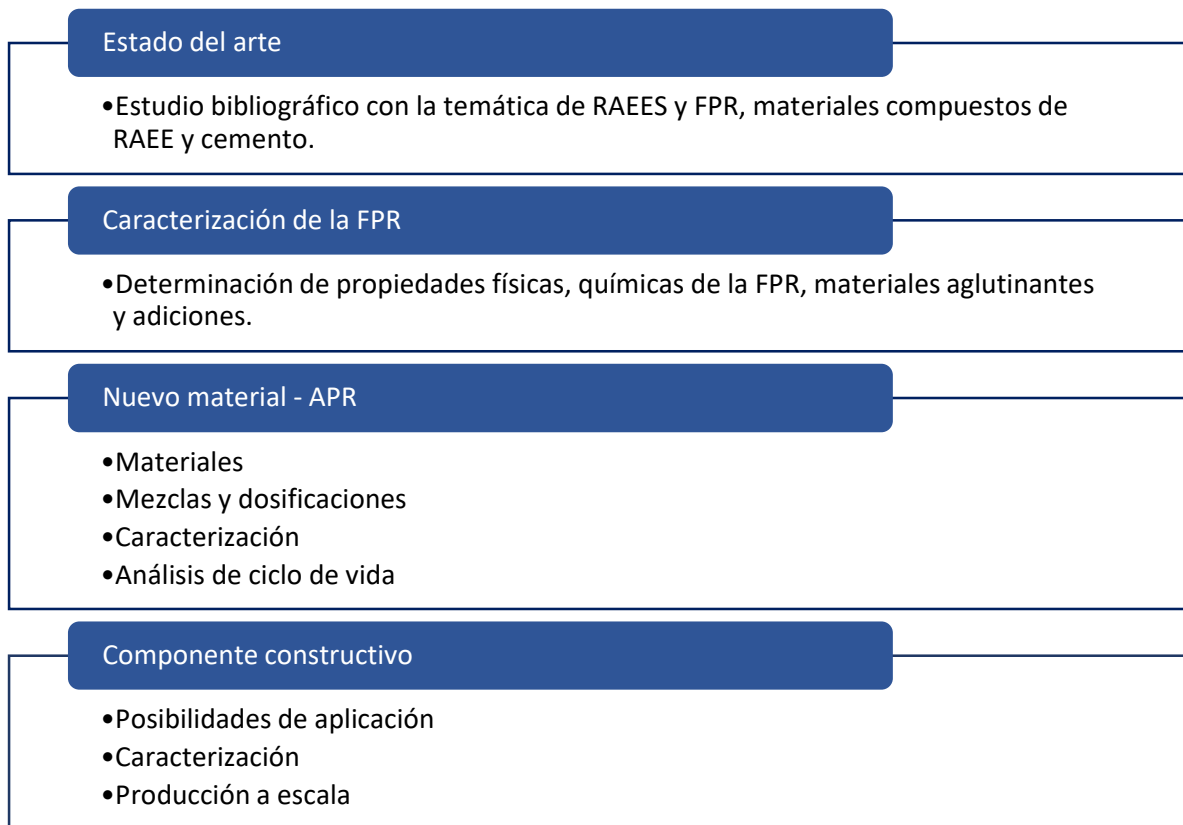 Estado del arte
•Estudio bibliográfico con la temática de RAEES y FPR, materiales compuestos de
RAEE y cemento.
Caracterización de la FPR
•Determinación de propiedades físicas, químicas de la FPR, materiales aglutinantes
y adiciones.
Nuevo material - APR
•Materiales
•Mezclas y dosificaciones
•Caracterización
•Análisis de ciclo de vida
Componente constructivo
•Posibilidades de aplicación
•Caracterización
•Producción a escala